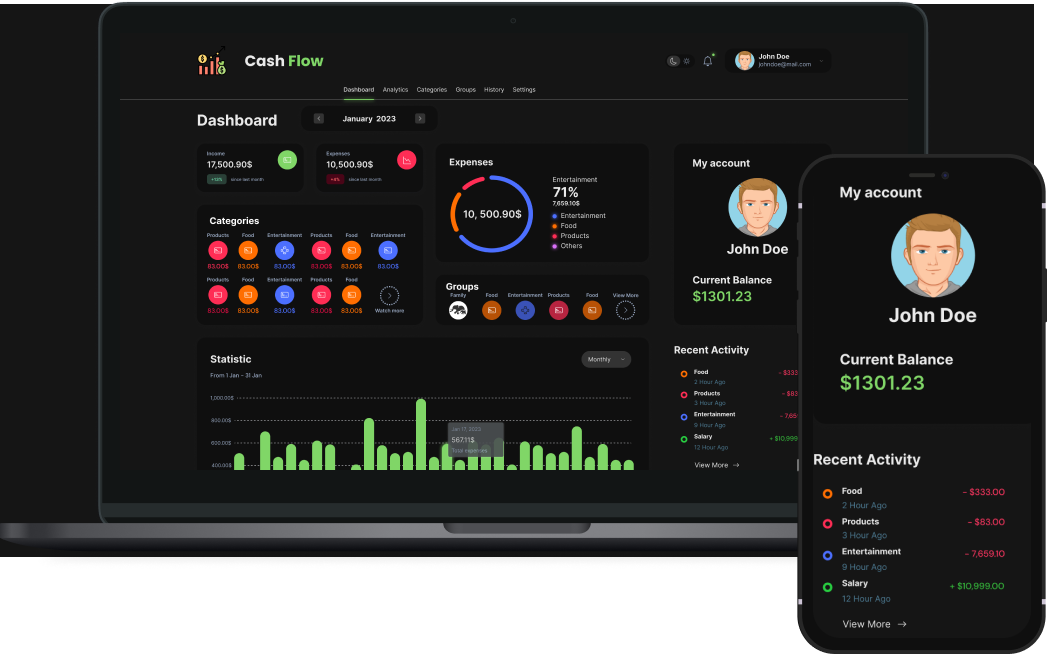 Cash Flow
John Doe
johndoe@mail.com
Dashboard Analytics Categories Groups History Settings
Dashboard
January 2023
Income
17,500.90$
+13%
since last month
Expenses
10,500.90$
since last month
Categories
Products Food Entertainment Products Food Entertainment
83.00$ 83.00$ 83.00$ 83.00$ 83.00$ 83.00$
Products Food Entertainment Products Food
83.00$ 83.00$ 83.00$ 83.00$ 83.00$ Watch more
Expenses
10, 500.90$
Entertainment
71%
7,659.10$
Entertainment
Food
Products
Others
Groups
Family Food Entertainment Products Food View More
My account
John Doe
Current Balance
$1301.23
Statistic
Monthly
From 1 Jan - 31 Jan
1,000.00$
800.00$
600.00$
400.00$
Jan 17, 2023
567.11$
Total expenses
Recent Activity
Food
- $333
2 Hour Ago
Products
- $83
3 Hour Ago
Entertainment
- 7,65
9 Hour Ago
Salary
+ $10,999
12 Hour Ago
View More →
My account
John Doe
Current Balance
$1301.23
Recent Activity
Food
- $333.00
2 Hour Ago
Products
- $83.00
3 Hour Ago
Entertainment
- 7,659.10
9 Hour Ago
Salary
+ $10,999.00
12 Hour Ago
View More →